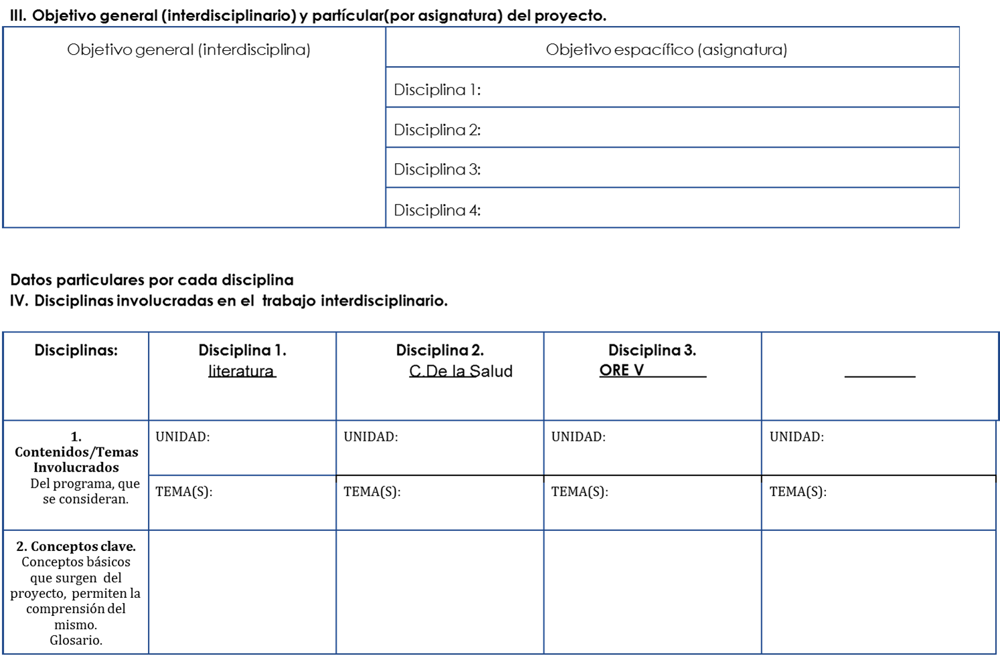 III. Objetivo general (interdisciplinario) y partícular(por asignatura) del proyecto.
Objetivo general (interdisciplina)
Objetivo espacífico (asignatura)
Disciplina 1:
Disciplina 2:
Disciplina 3:
Disciplina 4:
Datos particulares por cada disciplina
IV. Disciplinas involucradas en el trabajo interdisciplinario.
Disciplinas:
Disciplina 1.
literatura
Disciplina 2.
C.De la Salud
Disciplina 3.
ORE V
1.
Contenidos/Temas
Involucrados
Del programa, que
se consideran.
UNIDAD:
UNIDAD:
UNIDAD:
UNIDAD:
TEMA(S):
TEMA(S):
TEMA(S):
TEMA(S):
2. Conceptos clave.
Conceptos básicos
que surgen del
proyecto, permiten la
comprensión del
mismo.
Glosario.